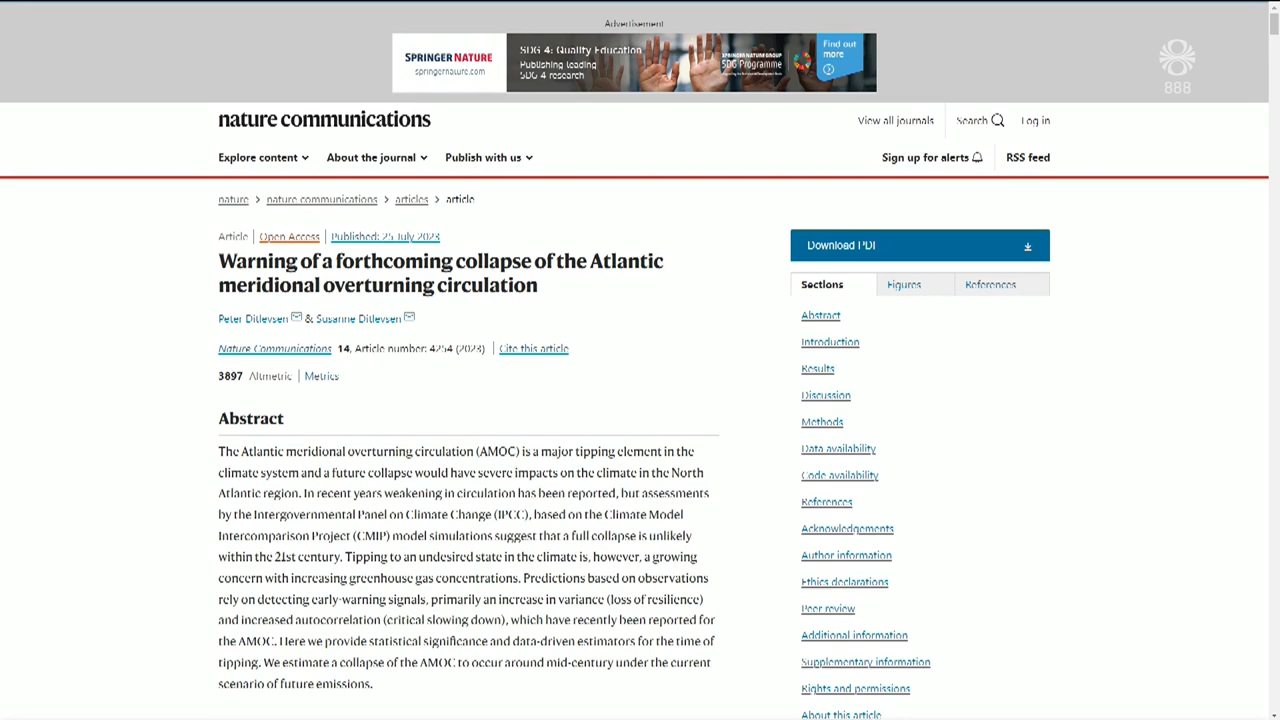 Advertisement
SPRINGER NATURE
springernature.com
SDG 4: Quality Education
Publishing leading
SDG 4 research
SPRINGER NATURE GROUP
SDG Programme
Find out
more
888
nature communications
View all journals
Search
Log in
Explore content
About the journal
Publish with us
Sign up for alerts
RSS feed
nature > nature communications > articles > article
Article | Open Access | Published: 25 July 2023
Warning of a forthcoming collapse of the Atlantic
meridional overturning circulation
Peter Ditlevsen & Susanne Ditlevsen
Nature Communications 14, Article number: 4254 (2023) | Cite this article
3897 Altmetric | Metrics
Abstract
The Atlantic meridional overturning circulation (AMOC) is a major tipping element in the
climate system and a future collapse would have severe impacts on the climate in the North
Atlantic region. In recent years weakening in circulation has been reported, but assessments
by the Intergovernmental Panel on Climate Change (IPCC), based on the Climate Model
Intercomparison Project (CMIP) model simulations suggest that a full collapse is unlikely
within the 21st century. Tipping to an undesired state in the climate is, however, a growing
concern with increasing greenhouse gas concentrations. Predictions based on observations
rely on detecting early-warning signals, primarily an increase in variance (loss of resilience)
and increased autocorrelation (critical slowing down), which have recently been reported for
the AMOC. Here we provide statistical significance and data-driven estimators for the time of
tipping. We estimate a collapse of the AMOC to occur around mid-century under the current
scenario of future emissions.
Download PDF
Sections
Figures
References
Abstract
Introduction
Results
Discussion
Methods
Data availability
Code availability
References
Acknowledgements
Author information
Ethics declarations
Peer review
Additional information
Supplementary information
Rights and permissions
About this article